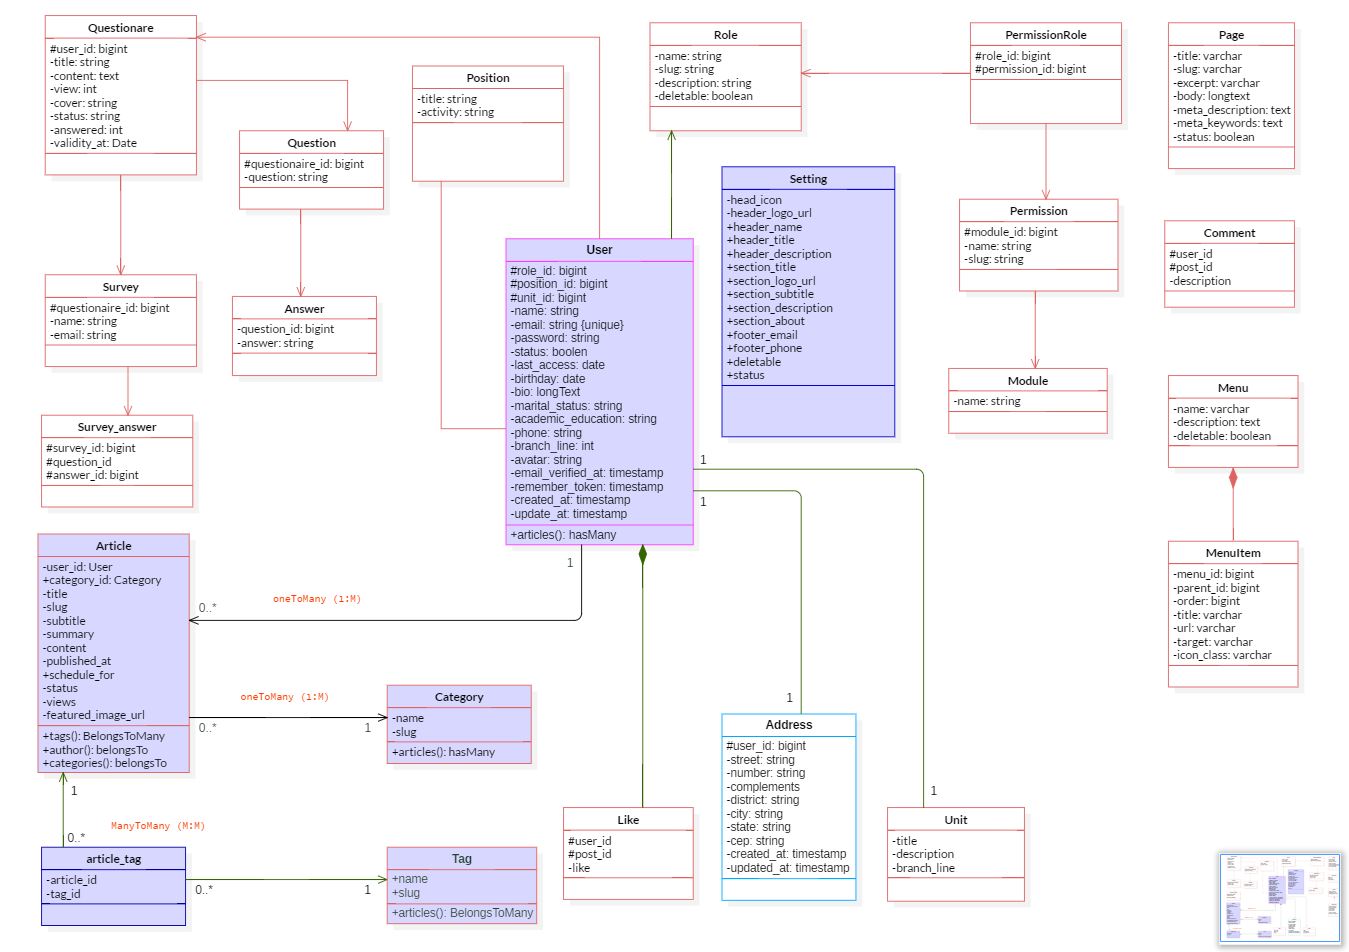 Questionare
#user_id: bigint
-title: string
-content: text
-view: int
-cover: string
-status: string
-answered: int
-validity_at: Date
Question
#questionaire_id: bigint
-question: string
Position
-title: string
-activity: string
Role
-name: string
-slug: string
-description: string
-deletable: boolean
PermissionRole
#role_id: bigint
#permission_id: bigint
Page
-title: varchar
-slug: varchar
-excerpt: varchar
-body: longtext
-meta_description: text
-meta_keywords: text
-status: boolean
Survey
#questionaire_id: bigint
-name: string
-email: string
Answer
-question_id: bigint
-answer: string
User
#role_id: bigint
#position_id: bigint
#unit_id: bigint
-name: string
-email: string {unique}
-password: string
-status: boolen
-last_access: date
-birthday: date
-bio: longText
-marital_status: string
-academic_education: string
-phone: string
-branch_line: int
-avatar: string
-email_verified_at: timestamp
-remember_token: timestamp
-created_at: timestamp
-update_at: timestamp
+articles(): hasMany
Setting
-head_icon
-header_logo_url
+header_name
+header_title
+header_description
+section_title
+section_logo_url
+section_subtitle
+section_description
+section_about
+footer_email
+footer_phone
+deletable
+status
Permission
#module_id: bigint
-name: string
-slug: string
Comment
#user_id
#post_id
-description
Module
-name: string
Menu
-name: varchar
-description: text
-deletable: boolean
Survey_answer
#survey_id: bigint
#question_id
#answer_id: bigint
1
1
1
Article
-user_id: User
+category_id: Category
-title
-slug
-subtitle
-summary
-content
-published_at
+schedule_for
-status
-views
-featured_image_url
+tags(): BelongsToMany
+author(): belongsTo
+categories(): belongsTo
0..*
oneToMany (1:M)
MenuItem
-menu_id: bigint
-parent_id: bigint
-order: bigint
-title: varchar
-url: varchar
-target: varchar
-icon_class: varchar
oneToMany (1:M)
0..*
1
Category
-name
-slug
+articles(): hasMany
1
Address
#user_id: bigint
-street: string
-number: string
-complements
-district: string
-city: string
-state: string
-cep: string
-created_at: timestamp
-updated_at: timestamp
1
1
ManyToMany (M:M)
0..*
article_tag
-article_id
-tag_id
0..*
1
Tag
+name
+slug
+articles(): BelongsToMany
Like
#user_id
#post_id
-like
Unit
-title
-description
-branch_line